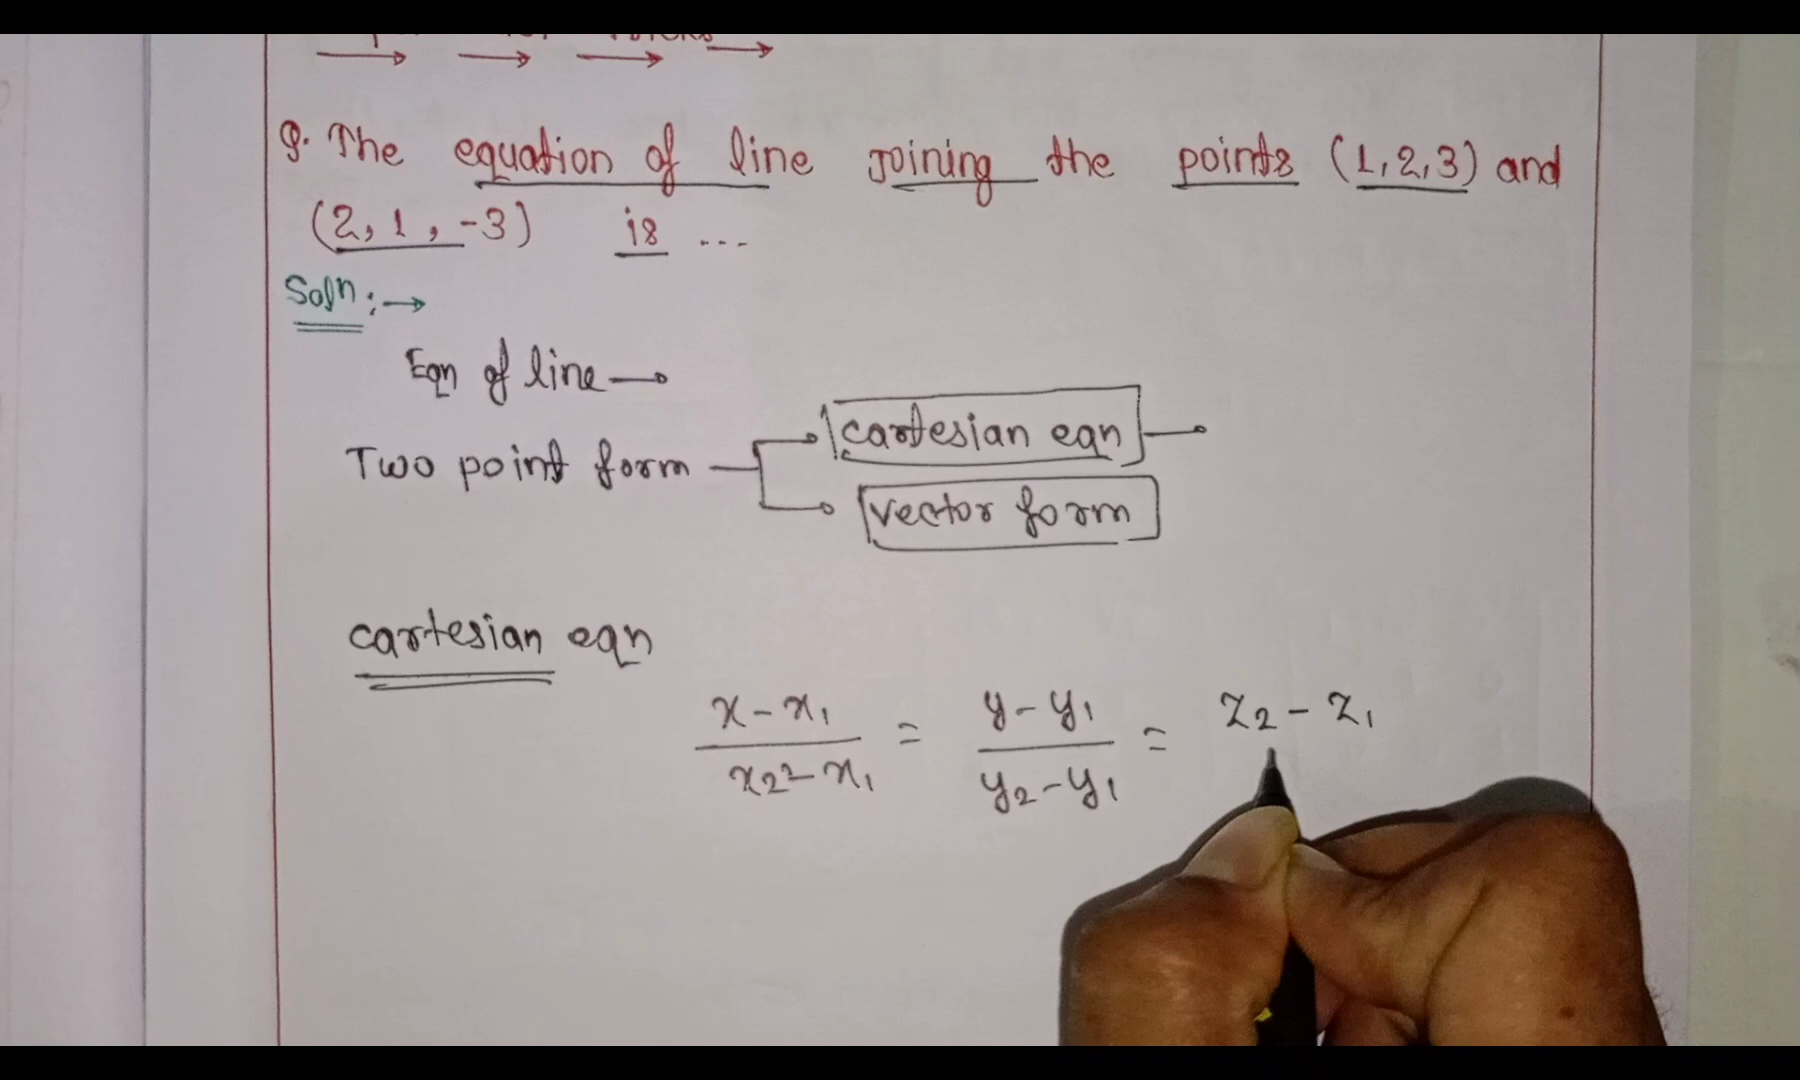 Q. The equation of line Joining the points (1,2,3) and
(2, 1, -3) is ...
Soln :→
Eqn of line →
Two point form
cartesian eqn
vector form
cartesian eqn
x - x₁ = y - y₁ = z₂ - z₁
x₂ - x₁ y₂ - y₁